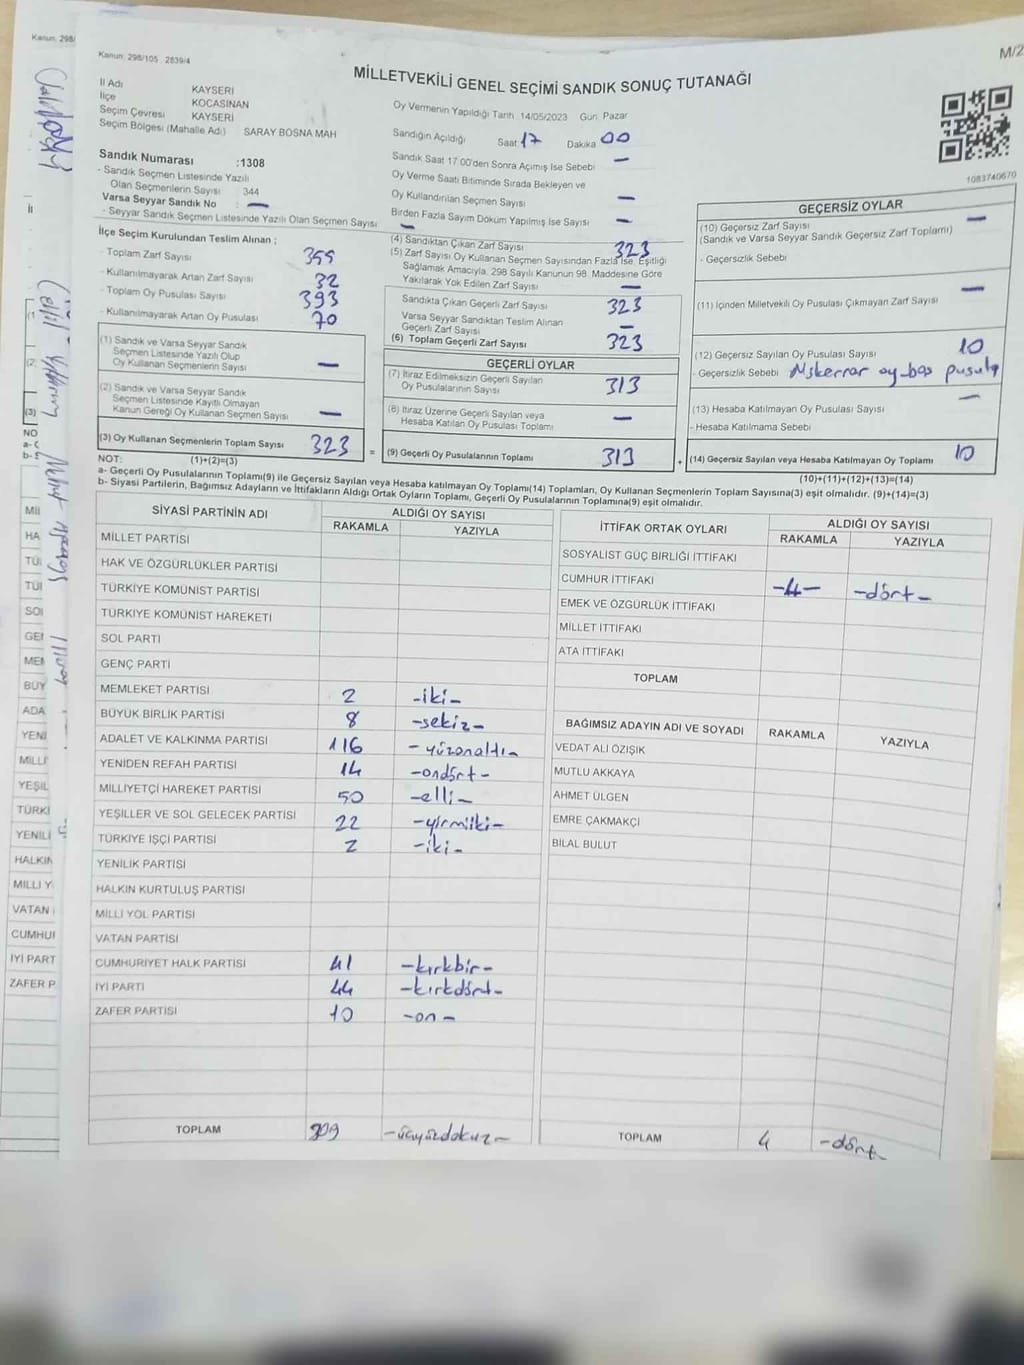 Kanun: 298/105 2839/4
M/2
MİLLETVEKİLİ GENEL SEÇİMİ SANDIK SONUÇ TUTANAĞI
İl Adı KAYSERİ
İlçe KOCASİNAN
Seçim Çevresi KAYSERİ
Seçim Bölgesi (Mahalle Adı) SARAY BOSNA MAH
Sandık Numarası :1308
- Sandık Seçmen Listesinde Yazılı
Olan Seçmenlerin Sayısı 344
Varsa Seyyar Sandık No : —
- Seyyar Sandık Seçmen Listesinde Yazılı Olan Seçmen Sayısı —
Oy Vermenin Yapıldığı Tarih 14/05/2023 Gün: Pazar
Sandığın Açıldığı Saat 17 Dakika 00
Sandık Saat 17:00'den Sonra Açılmış İse Sebebi —
Oy Verme Saati Bitiminde Sırada Bekleyen ve
Oy Kullandırılan Seçmen Sayısı —
Birden Fazla Sayım Döküm Yapılmış İse Sayısı —
1083740670
İlçe Seçim Kurulundan Teslim Alınan ;
- Toplam Zarf Sayısı 355
- Kullanılmayarak Artan Zarf Sayısı 32
- Toplam Oy Pusulası Sayısı 393
- Kullanılmayarak Artan Oy Pusulası 70
(4) Sandıktan Çıkan Zarf Sayısı 323
(5) Zarf Sayısı Oy Kullanan Seçmen Sayısından Fazla İse, Eşitliği
Sağlamak Amacıyla, 298 Sayılı Kanunun 98. Maddesine Göre
Yakılarak Yok Edilen Zarf Sayısı —
Sandıkta Çıkan Geçerli Zarf Sayısı 323
Varsa Seyyar Sandıktan Teslim Alınan
Geçerli Zarf Sayısı —
(6) Toplam Geçerli Zarf Sayısı 323
GEÇERSİZ OYLAR
(10) Geçersiz Zarf Sayısı —
(Sandık ve Varsa Seyyar Sandık Geçersiz Zarf Toplamı)
- Geçersizlik Sebebi
(11) İçinden Milletvekili Oy Pusulası Çıkmayan Zarf Sayısı —
(12) Geçersiz Sayılan Oy Pusulası Sayısı 10
- Geçersizlik Sebebi Mükerrer oy_boş pusula
(13) Hesaba Katılmayan Oy Pusulası Sayısı —
- Hesaba Katılmama Sebebi
(14) Geçersiz Sayılan veya Hesaba Katılmayan Oy Toplamı 10
(10)+(11)+(12)+(13)=(14)
(1) Sandık ve Varsa Seyyar Sandık
Seçmen Listesinde Yazılı Olup
Oy Kullanan Seçmenlerin Sayısı —
(2) Sandık ve Varsa Seyyar Sandık
Seçmen Listesinde Kayıtlı Olmayan
Kanun Gereği Oy Kullanan Seçmen Sayısı —
(3) Oy Kullanan Seçmenlerin Toplam Sayısı 323 =
GEÇERLİ OYLAR
(7) İtiraz Edilmeksizin Geçerli Sayılan
Oy Pusulalarının Sayısı 313
(8) İtiraz Üzerine Geçerli Sayılan veya
Hesaba Katılan Oy Pusulası Toplamı —
(9) Geçerli Oy Pusulalarının Toplamı 313 +
NOT: (1)+(2)=(3)
a- Geçerli Oy Pusulalarının Toplamı(9) ile Geçersiz Sayılan veya Hesaba katılmayan Oy Toplamı(14) Toplamları, Oy Kullanan Seçmenlerin Toplam Sayısına(3) eşit olmalıdır. (9)+(14)=(3)
b- Siyasi Partilerin, Bağımsız Adayların ve İttifakların Aldığı Ortak Oyların Toplamı, Geçerli Oy Pusulalarının Toplamına(9) eşit olmalıdır.
SİYASİ PARTİNİN ADI ALDIĞI OY SAYISI
RAKAMLA YAZIYLA
MİLLET PARTİSİ
HAK VE ÖZGÜRLÜKLER PARTİSİ
TÜRKİYE KOMÜNİST PARTİSİ
TÜRKİYE KOMÜNİST HAREKETİ
SOL PARTİ
GENÇ PARTİ
MEMLEKET PARTİSİ 2 -iki-
BÜYÜK BİRLİK PARTİSİ 8 -sekiz-
ADALET VE KALKINMA PARTİSİ 116 -yüzonaltı-
YENİDEN REFAH PARTİSİ 14 -ondört-
MİLLİYETÇİ HAREKET PARTİSİ 50 -elli-
YEŞİLLER VE SOL GELECEK PARTİSİ 22 -yirmiiki-
TÜRKİYE İŞÇİ PARTİSİ 2 -iki-
YENİLİK PARTİSİ
HALKIN KURTULUŞ PARTİSİ
MİLLİ YOL PARTİSİ
VATAN PARTİSİ
CUMHURİYET HALK PARTİSİ 41 -kırkbir-
İYİ PARTİ 44 -kırkdört-
ZAFER PARTİSİ 10 -on-
TOPLAM 309 -üçyüzdokuz-
İTTİFAK ORTAK OYLARI ALDIĞI OY SAYISI
RAKAMLA YAZIYLA
SOSYALİST GÜÇ BİRLİĞİ İTTİFAKI
CUMHUR İTTİFAKI -4- -dört-
EMEK VE ÖZGÜRLÜK İTTİFAKI
MİLLET İTTİFAKI
ATA İTTİFAKI
TOPLAM
BAĞIMSIZ ADAYIN ADI VE SOYADI RAKAMLA YAZIYLA
VEDAT ALİ ÖZIŞIK
MUTLU AKKAYA
AHMET ÜLGEN
EMRE ÇAKMAKÇI
BİLAL BULUT
TOPLAM 4 -dört-